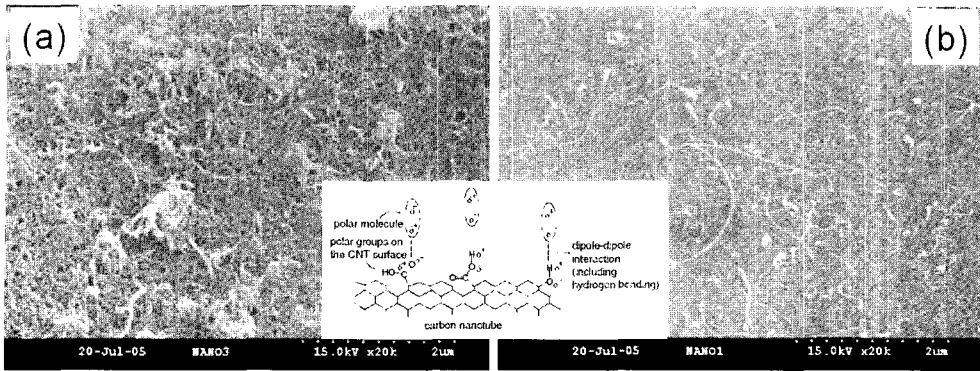 (a)
(b)
polar molecule
polar groups on
the CNT surface
HO
dipole-dipole
interaction
(including
hydrogen bonding)
carbon nanotube
20-Jul-05 NANO3 15.0kV x20k 2um
20-Jul-05 NANO1 15.0kV x20k 2um